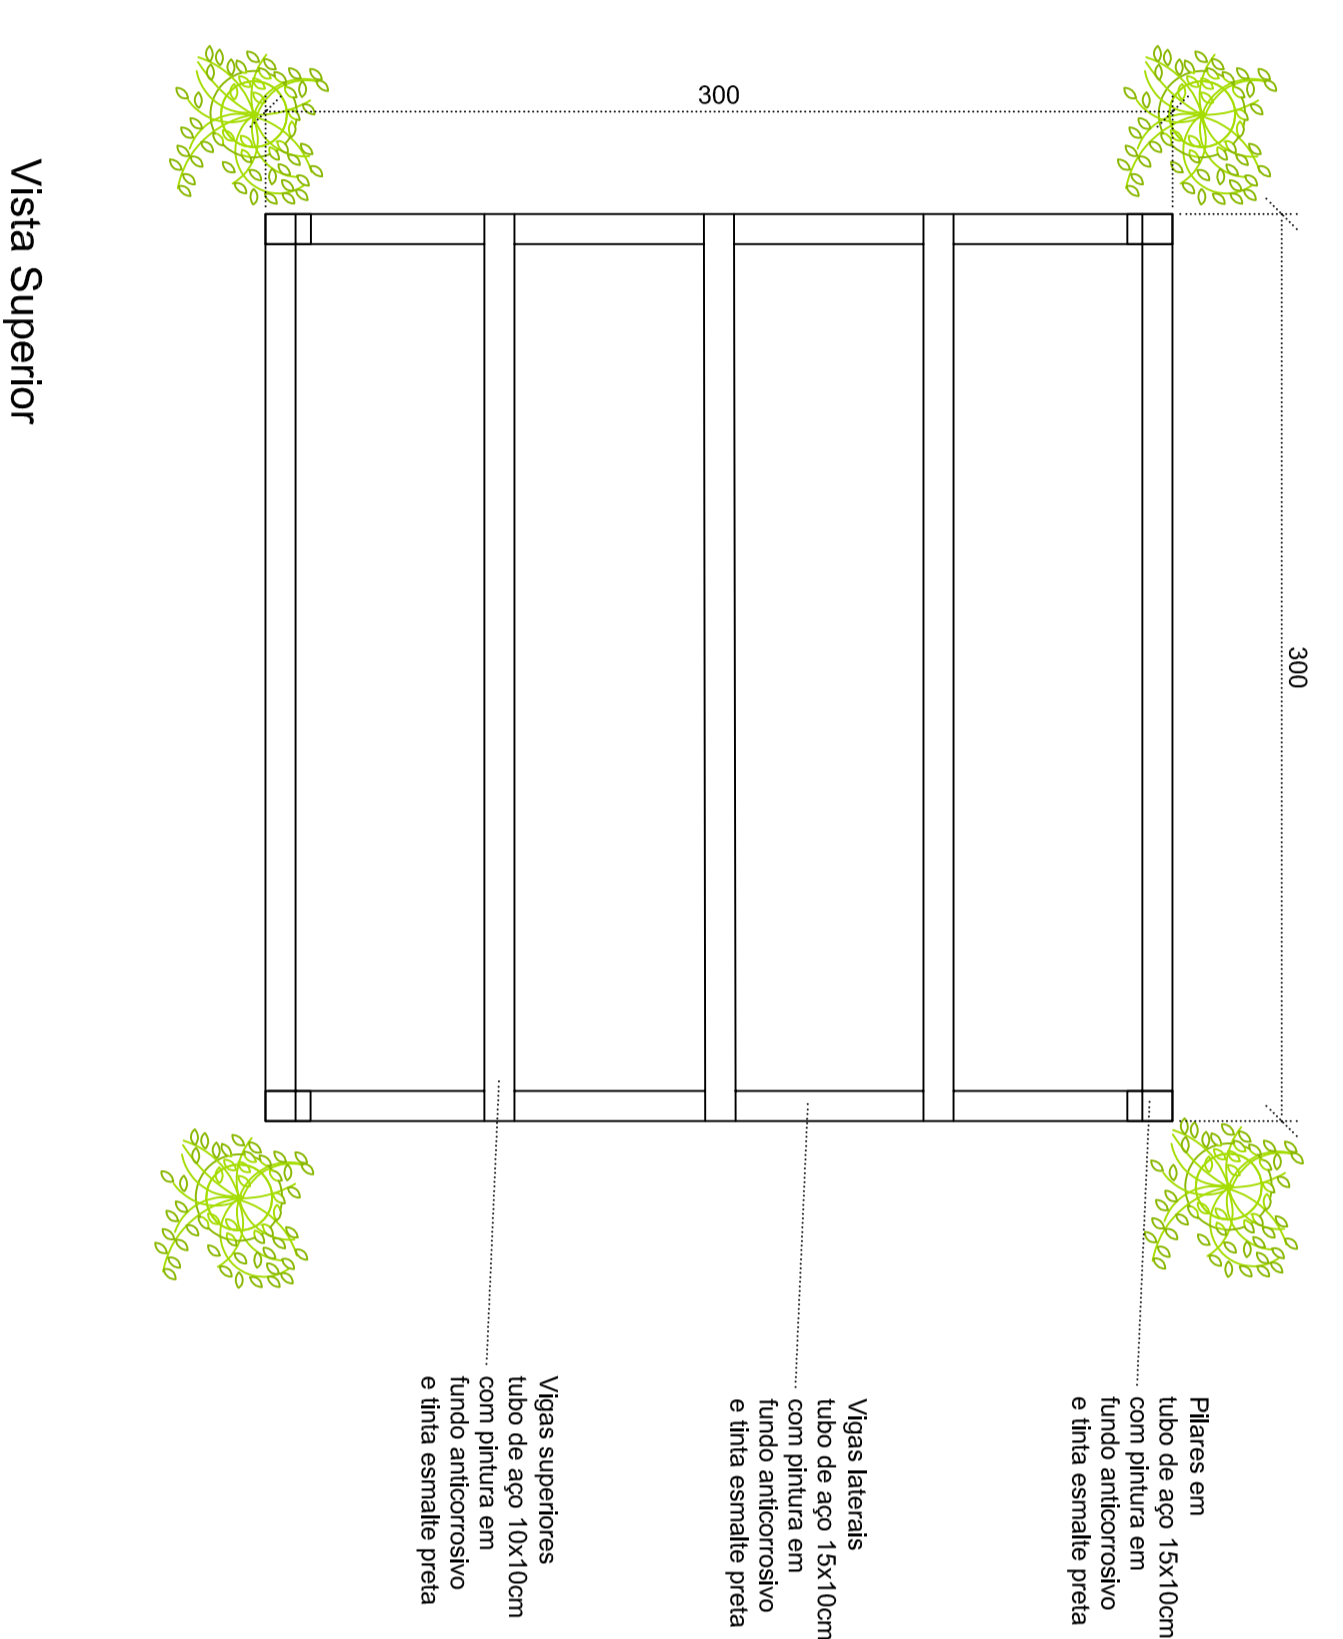 300
300
Pilares em
tubo de aço 15x10cm
com pintura em
fundo anticorrosivo
e tinta esmalte preta
Vigas laterais
tubo de aço 15x10cm
com pintura em
fundo anticorrosivo
e tinta esmalte preta
Vigas superiores
tubo de aço 10x10cm
com pintura em
fundo anticorrosivo
e tinta esmalte preta
Vista Superior